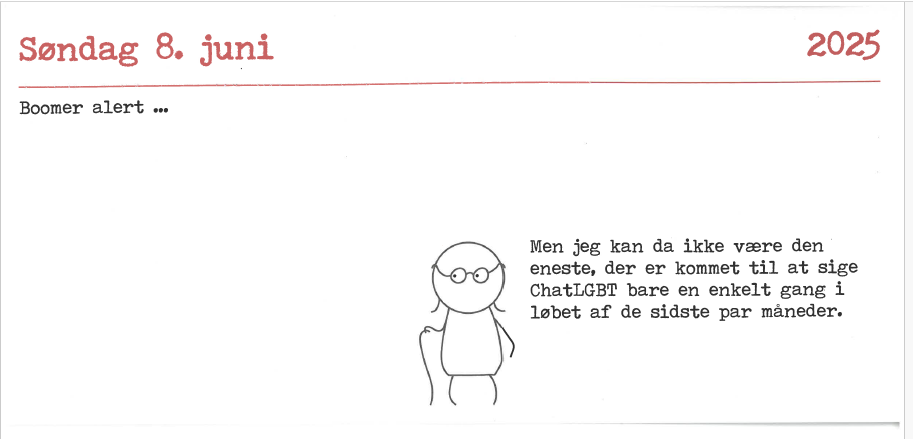 Søndag 8. juni 2025
Boomer alert …
Men jeg kan da ikke være den
eneste, der er kommet til at sige
ChatLGBT bare en enkelt gang i
løbet af de sidste par måneder.